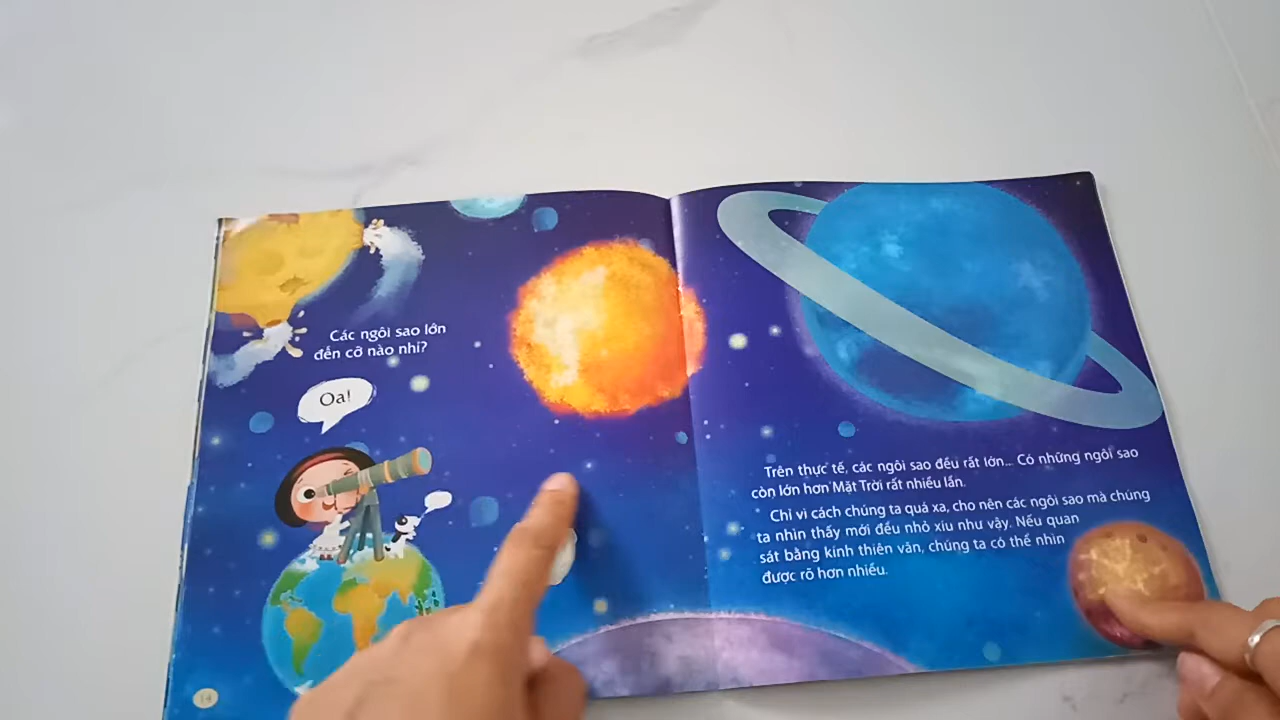 Các ngôi sao lớn
đến cỡ nào nhỉ?
Oa!
Trên thực tế, các ngôi sao đều rất lớn... Có những ngôi sao
còn lớn hơn Mặt Trời rất nhiều lần.
Chỉ vì cách chúng ta quá xa, cho nên các ngôi sao mà chúng
ta nhìn thấy mới đều nhỏ xíu như vậy. Nếu quan
sát bằng kính thiên văn, chúng ta có thể nhìn
được rõ hơn nhiều.
14